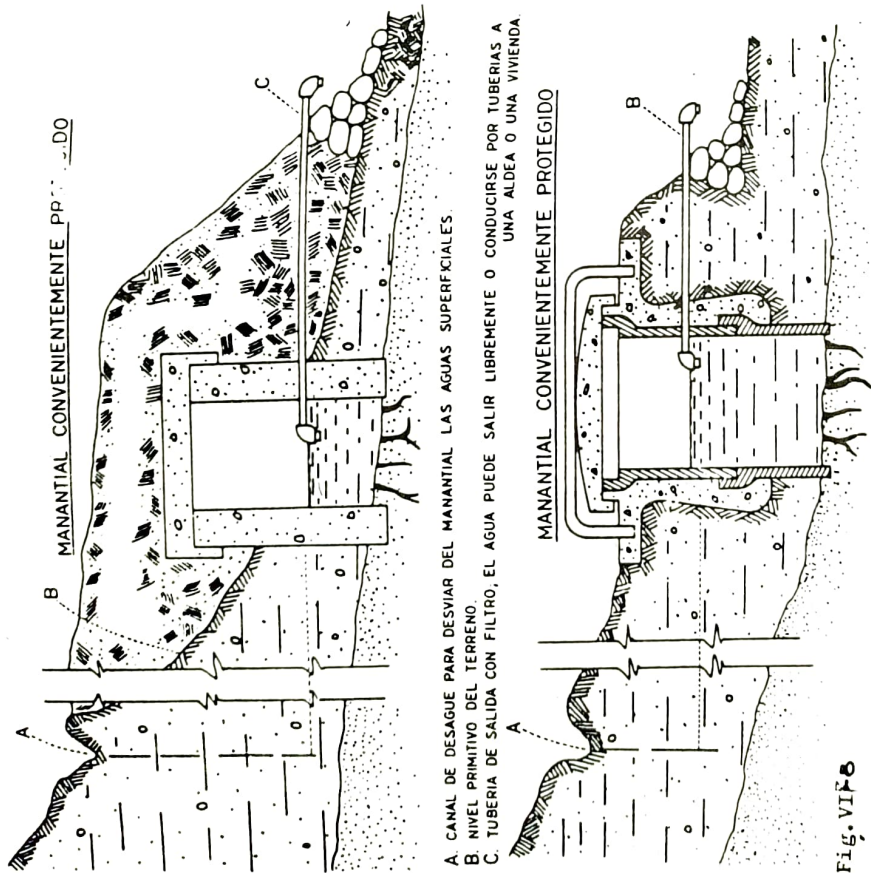 MANANTIAL CONVENIENTEMENTE
A
B
C
A. CANAL DE DESAGUE PARA DESVIAR DEL MANANTIAL LAS AGUAS SUPERFICIALES.
B. NIVEL PRIMITIVO DEL TERRENO.
C. TUBERIA DE SALIDA CON FILTRO, EL AGUA PUEDE SALIR LIBREMENTE O CONDUCIRSE POR TUBERIAS A
UNA ALDEA O UNA VIVIENDA.
MANANTIAL CONVENIENTEMENTE PROTEGIDO
A
B